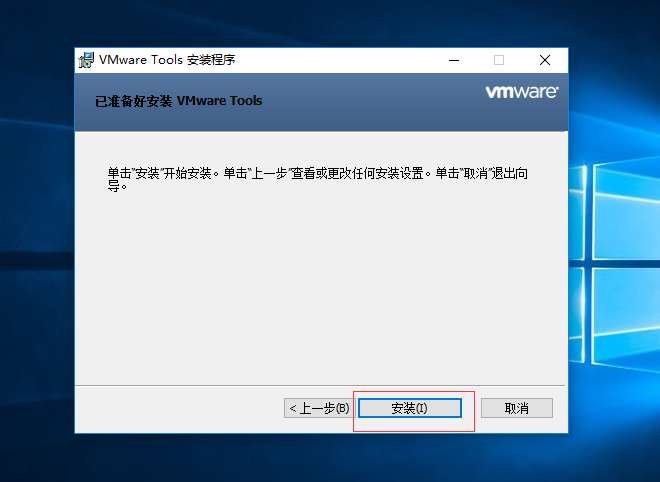 VMware Tools 安装程序
已准备好安装 VMware Tools
vmware®
单击"安装"开始安装。单击"上一步"查看或更改任何安装设置。单击"取消"退出向
导。
< 上一步(B)
安装(I)
取消